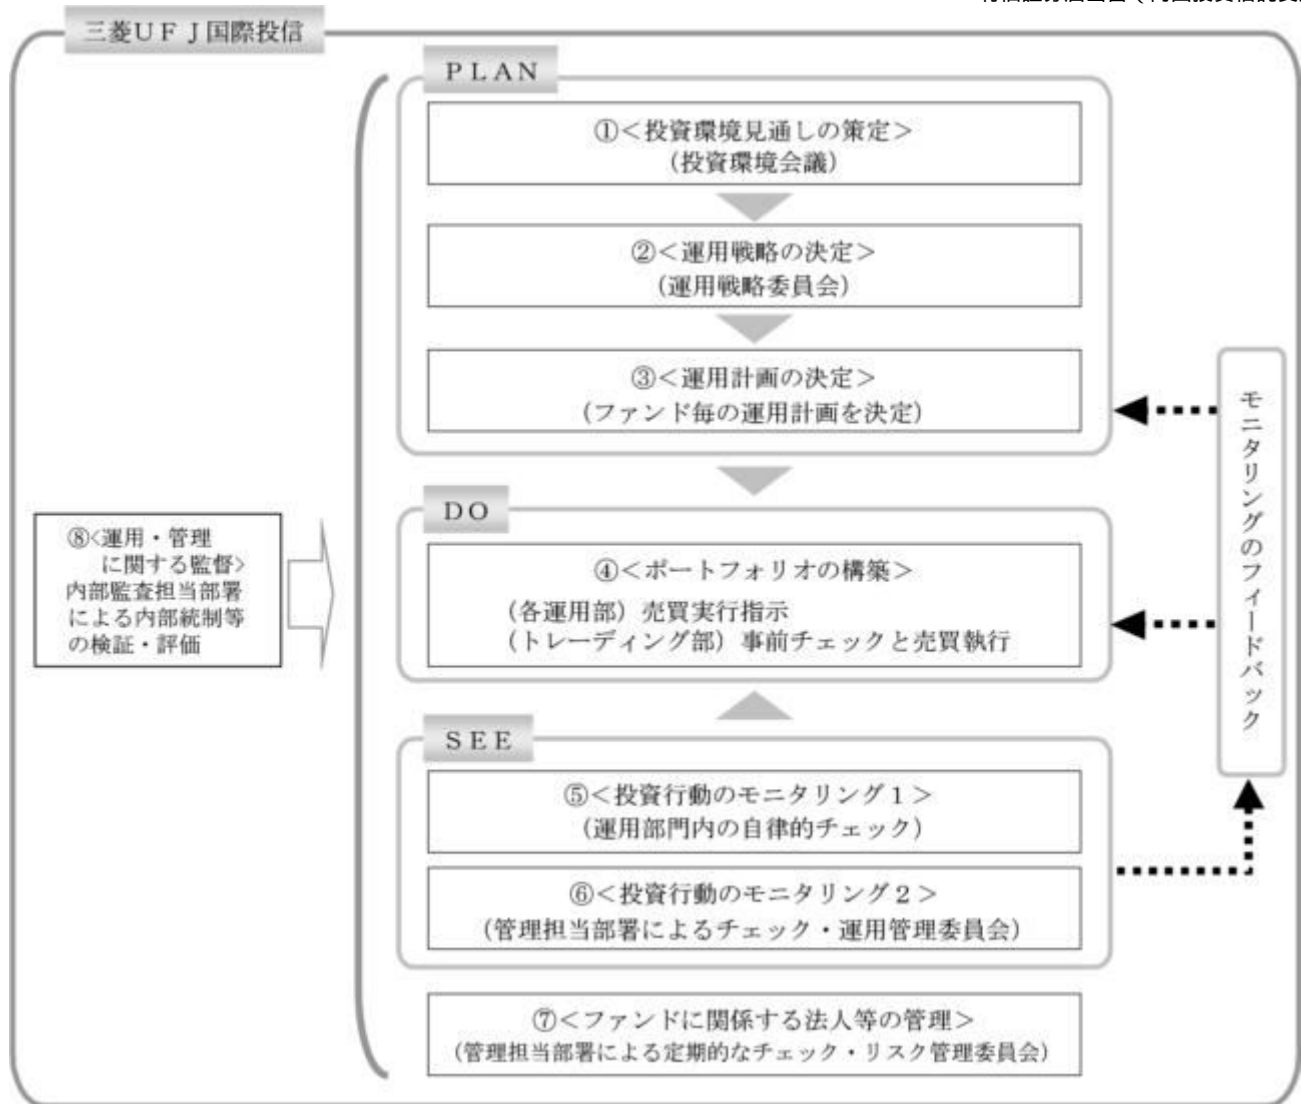 三菱ＵＦＪ国際投信
ＰＬＡＮ
①＜投資環境見通しの策定＞
（投資環境会議）
②＜運用戦略の決定＞
（運用戦略委員会）
③＜運用計画の決定＞
（ファンド毎の運用計画を決定）
ＤＯ
④＜ポートフォリオの構築＞
（各運用部）売買実行指示
（トレーディング部）事前チェックと売買執行
ＳＥＥ
⑤＜投資行動のモニタリング１＞
（運用部門内の自律的チェック）
⑥＜投資行動のモニタリング２＞
（管理担当部署によるチェック・運用管理委員会）
⑦＜ファンドに関係する法人等の管理＞
（管理担当部署による定期的なチェック・リスク管理委員会）
⑧<運用・管理
に関する監督>
内部監査担当部署
による内部統制等
の検証・評価
モニタリングのフィードバック